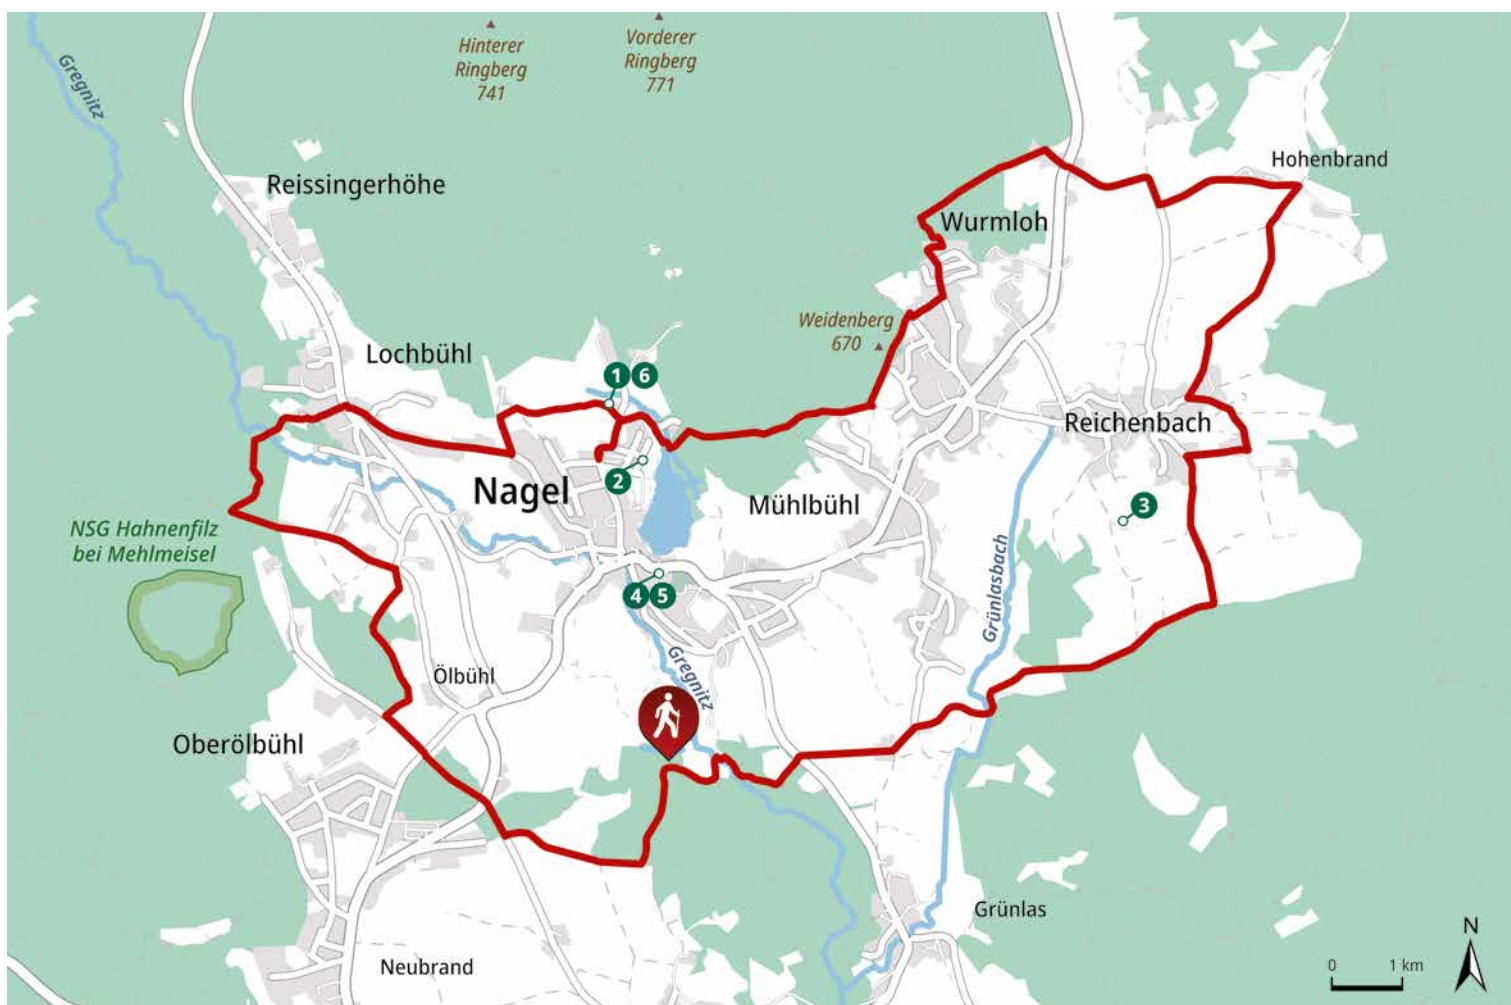 Hinterer
Ringberg
741
Vorderer
Ringberg
771
Gregnitz
Hohenbrand
Reissingerhöhe
Wurmloh
Weidenberg
670
Lochbühl
1 6
Reichenbach
2
Nagel
Mühlbühl
3
NSG Hahnenfilz
bei Mehlmeisel
4 5
Grünlasbach
Gregnitz
Ölbühl
Oberölbühl
Grünlas
Neubrand
N
0 1 km